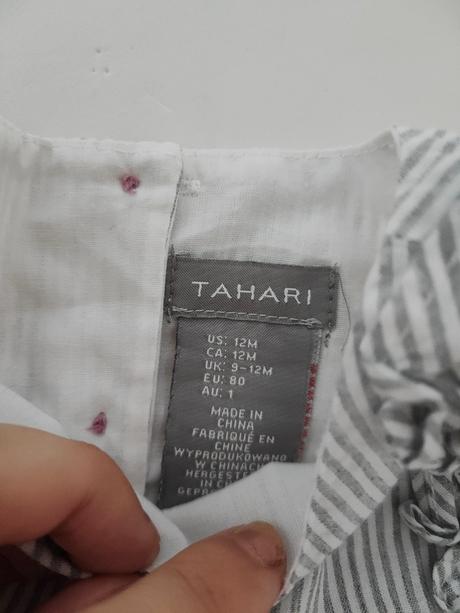 TAHARI
US: 12M
CA: 12M
UK: 9-12M
EU: 80
AU: 1
MADE IN
CHINA
FABRIQUÉ EN
CHINE
WYPRODUKOWANO
W CHINACH